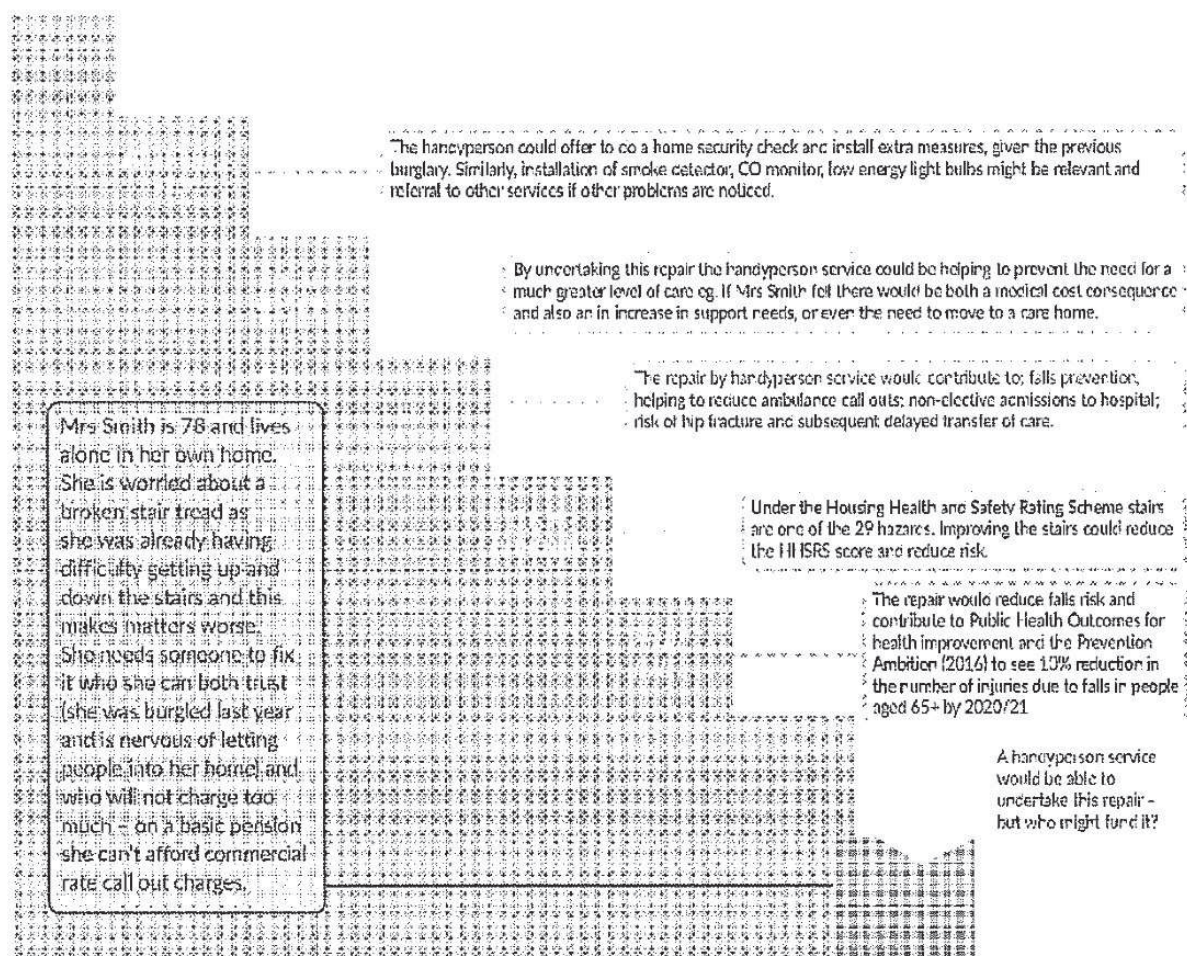 The handyperson could offer to do a home security check and install extra measures, given the previous
burglary. Similarly, installation of smoke detector, CO monitor, low energy light bulbs might be relevant and
referral to other services if other problems are noticed.
By undertaking this repair the handyperson service could be helping to prevent the need for a
much greater level of care eg. if Mrs Smith fell there would be both a medical cost consequence
and also an in increase in support needs, or even the need to move to a care home.
The repair by handyperson service would contribute to; falls prevention,
helping to reduce ambulance call outs; non-elective admissions to hospital;
risk of hip fracture and subsequent delayed transfer of care.
Mrs Smith is 78 and lives
alone in her own home.
She is worried about a
broken stair tread as
she was already having
difficulty getting up and
down the stairs and this
makes matters worse.
She needs someone to fix
it who she can both trust
(she was burgled last year
and is nervous of letting
people into her home) and
who will not charge too
much – on a basic pension
she can't afford commercial
rate call out charges.
Under the Housing Health and Safety Rating Scheme stairs
are one of the 29 hazards. Improving the stairs could reduce
the HHSRS score and reduce risk.
The repair would reduce falls risk and
contribute to Public Health Outcomes for
health improvement and the Prevention
Ambition (2016) to see 10% reduction in
the number of injuries due to falls in people
aged 65+ by 2020/21
A handyperson service
would be able to
undertake this repair –
but who might fund it?